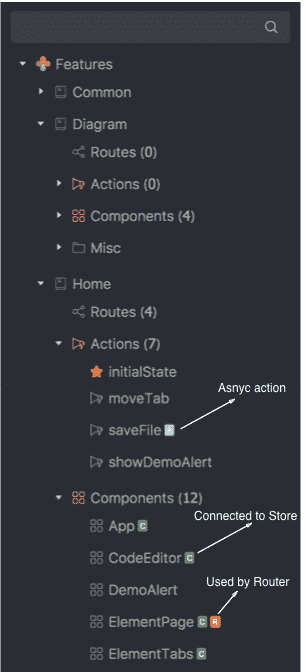 Features
Common
Diagram
Routes (0)
Actions (0)
Components (4)
Misc
Home
Routes (4)
Actions (7)
initialState
moveTab
Asnyc action
saveFile
showDemoAlert
Components (12)
Connected to Store
App C
CodeEditor C
DemoAlert
Used by Router
ElementPage C R
ElementTabs C